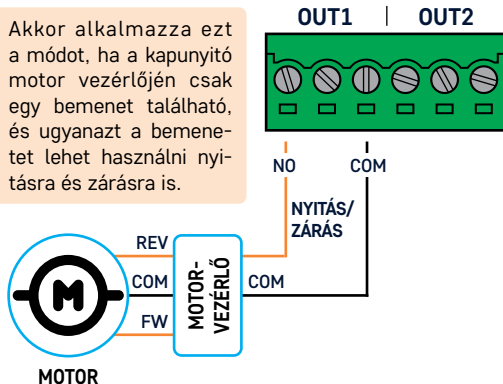 Akkor alkalmazza ezt
a módot, ha a kapunyitó
motor vezérlőjén csak
egy bemenet található,
és ugyanazt a bemene-
tet lehet használni nyi-
tásra és zárásra is.
OUT1 | OUT2
NO COM
NYITÁS/
ZÁRÁS
REV
COM
FW
MOTOR-
VEZÉRLŐ
COM
M
MOTOR